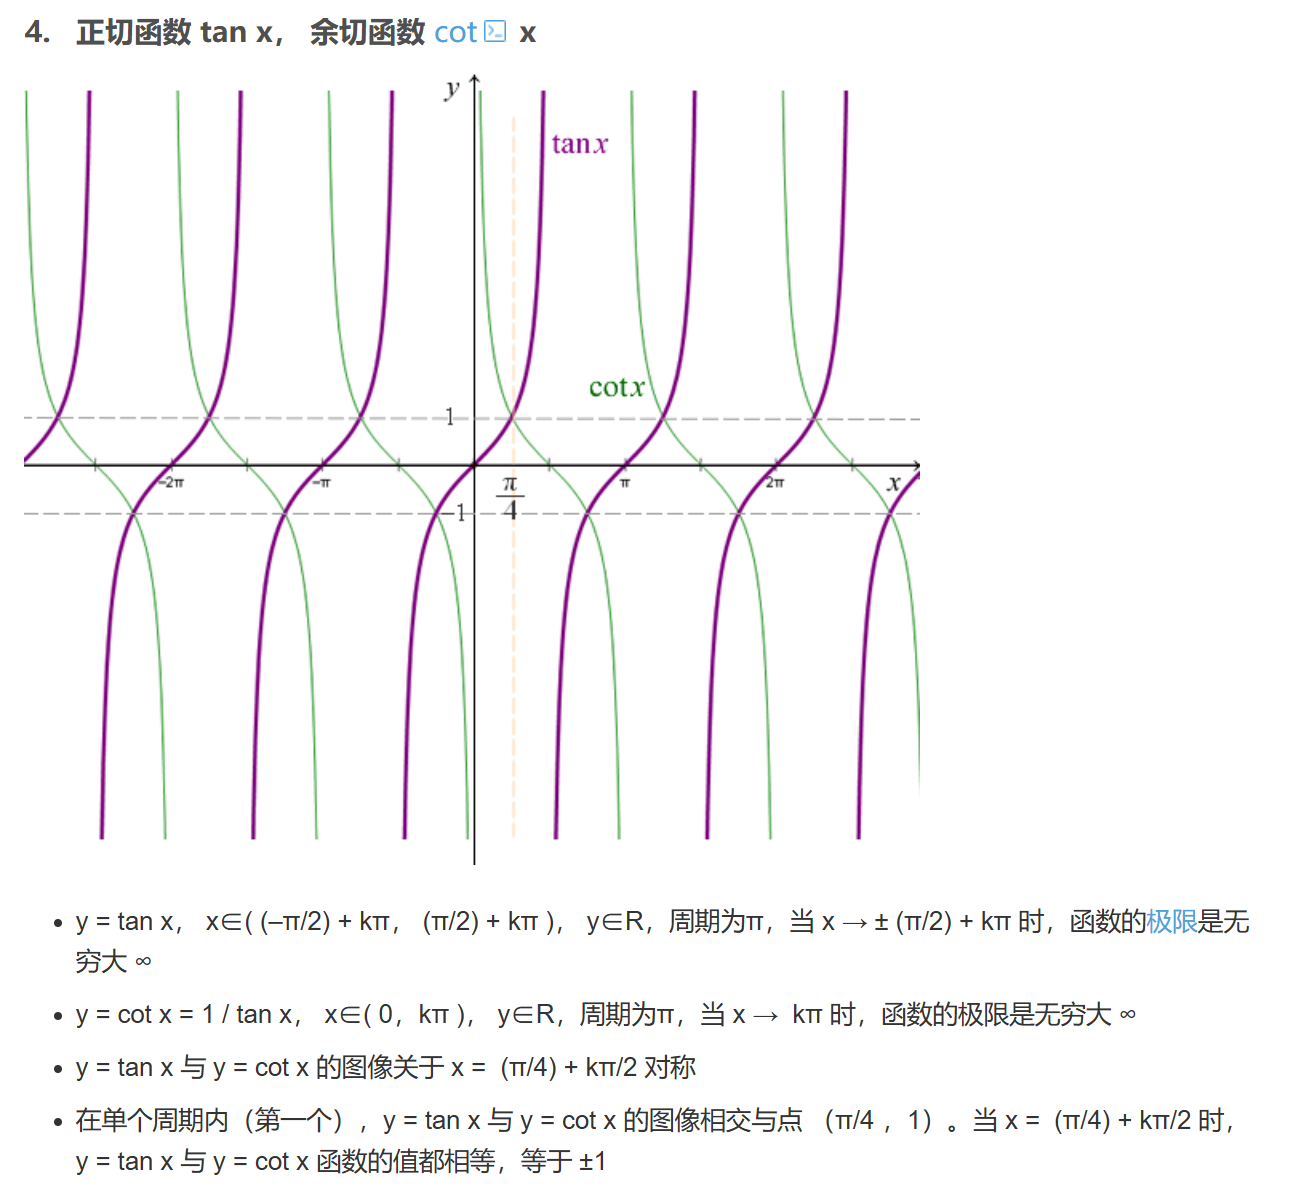 4. 正切函数 tan x， 余切函数 cot x
y
tan x
cot x
1
-2π
-π
π
4
π
2π
x
-1
y = tan x， x∈( (–π/2) + kπ， (π/2) + kπ )， y∈R，周期为π，当 x → ± (π/2) + kπ 时，函数的极限是无
穷大 ∞
y = cot x = 1 / tan x， x∈( 0，kπ )， y∈R，周期为π，当 x → kπ 时，函数的极限是无穷大 ∞
y = tan x 与 y = cot x 的图像关于 x = (π/4) + kπ/2 对称
在单个周期内（第一个），y = tan x 与 y = cot x 的图像相交与点 （π/4 ，1）。当 x = (π/4) + kπ/2 时，
y = tan x 与 y = cot x 函数的值都相等，等于 ±1